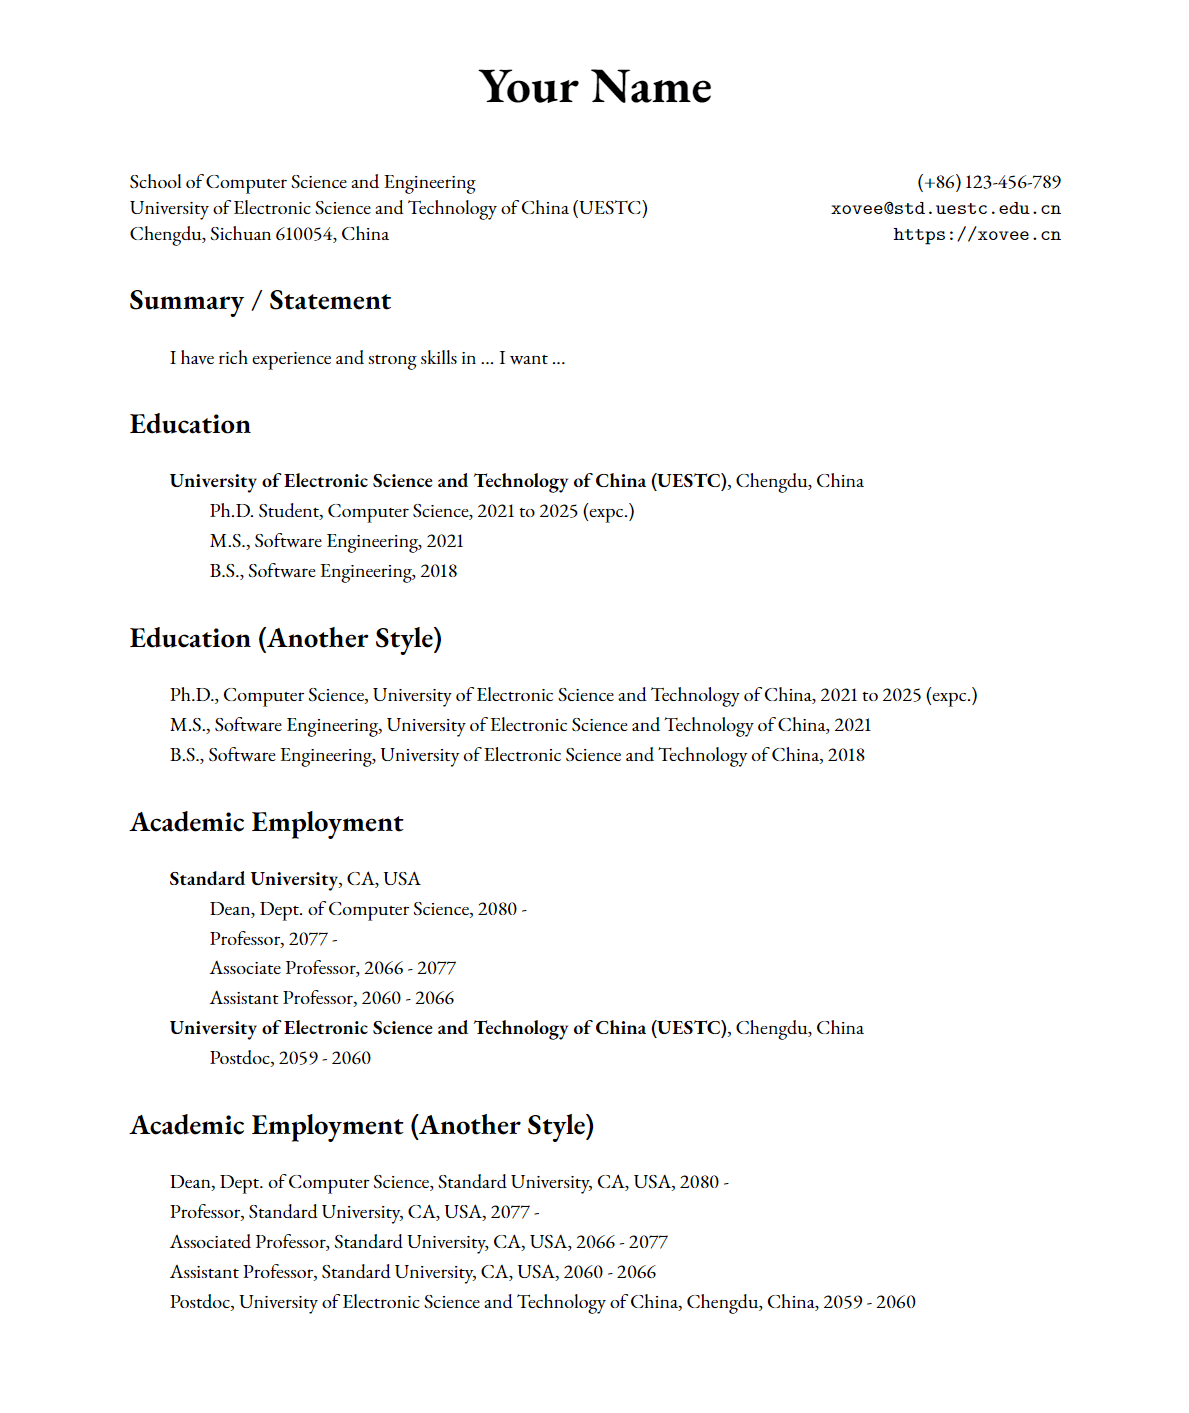 Your Name
School of Computer Science and Engineering
(+86) 123-456-789
University of Electronic Science and Technology of China (UESTC)
xovee@std.uestc.edu.cn
Chengdu, Sichuan 610054, China
https://xovee.cn
Summary / Statement
I have rich experience and strong skills in ... I want ...
Education
University of Electronic Science and Technology of China (UESTC), Chengdu, China
Ph.D. Student, Computer Science, 2021 to 2025 (expc.)
M.S., Software Engineering, 2021
B.S., Software Engineering, 2018
Education (Another Style)
Ph.D., Computer Science, University of Electronic Science and Technology of China, 2021 to 2025 (expc.)
M.S., Software Engineering, University of Electronic Science and Technology of China, 2021
B.S., Software Engineering, University of Electronic Science and Technology of China, 2018
Academic Employment
Standard University, CA, USA
Dean, Dept. of Computer Science, 2080 -
Professor, 2077 -
Associate Professor, 2066 - 2077
Assistant Professor, 2060 - 2066
University of Electronic Science and Technology of China (UESTC), Chengdu, China
Postdoc, 2059 - 2060
Academic Employment (Another Style)
Dean, Dept. of Computer Science, Standard University, CA, USA, 2080 -
Professor, Standard University, CA, USA, 2077 -
Associated Professor, Standard University, CA, USA, 2066 - 2077
Assistant Professor, Standard University, CA, USA, 2060 - 2066
Postdoc, University of Electronic Science and Technology of China, Chengdu, China, 2059 - 2060